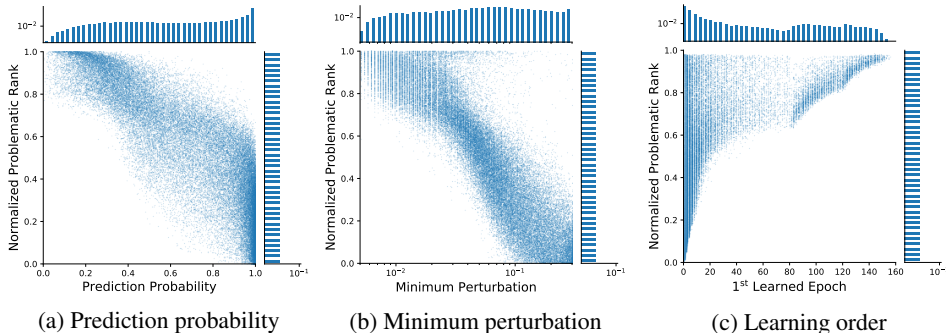 10⁻²
Normalized Problematic Rank
1.0
0.8
0.6
0.4
0.2
0.0
0.0 0.2 0.4 0.6 0.8 1.0 10⁻¹
Prediction Probability
(a) Prediction probability
10⁻²
Normalized Problematic Rank
1.0
0.8
0.6
0.4
0.2
0.0
10⁻² 10⁻¹ 10⁻¹
Minimum Perturbation
(b) Minimum perturbation
10⁻²
Normalized Problematic Rank
1.0
0.8
0.6
0.4
0.2
0.0
0 20 40 60 80 100 120 140 160
1ˢᵗ Learned Epoch
(c) Learning order